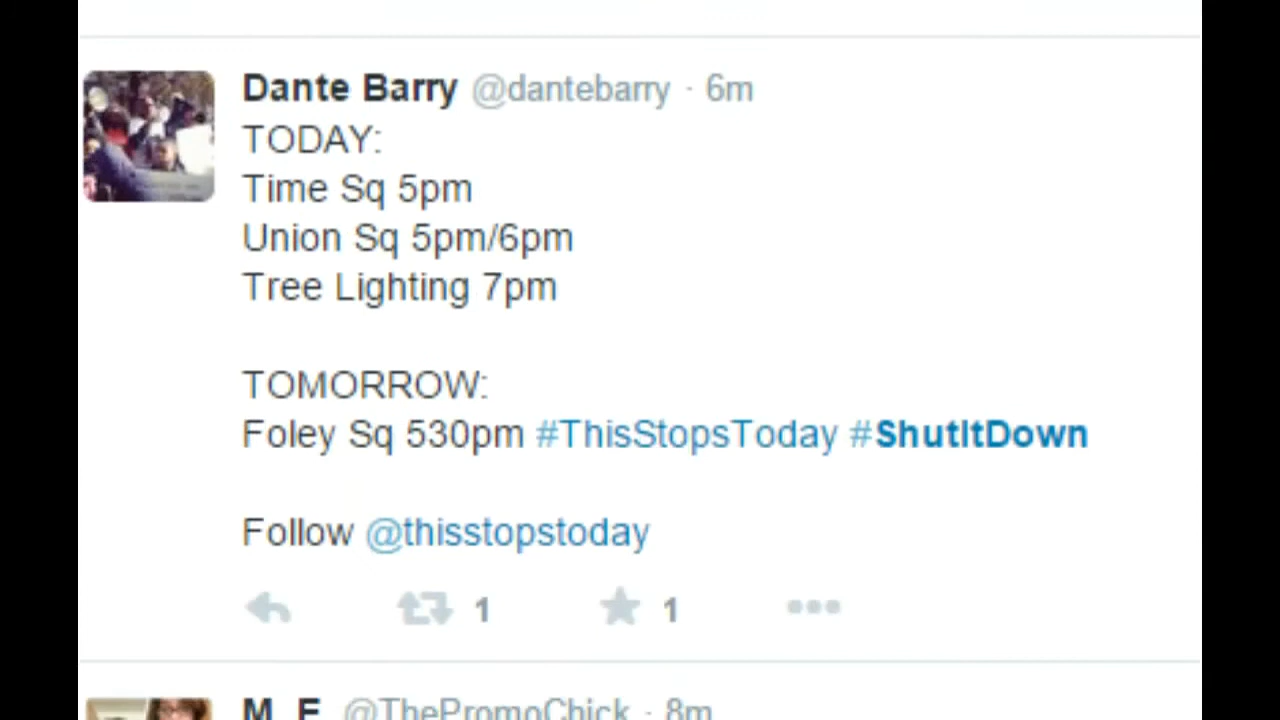 Dante Barry @dantebarry · 6m
TODAY:
Time Sq 5pm
Union Sq 5pm/6pm
Tree Lighting 7pm
TOMORROW:
Foley Sq 530pm #ThisStopsToday #ShutItDown
Follow @thisstopstoday
1 1
M E @ThePromoChick · 8m